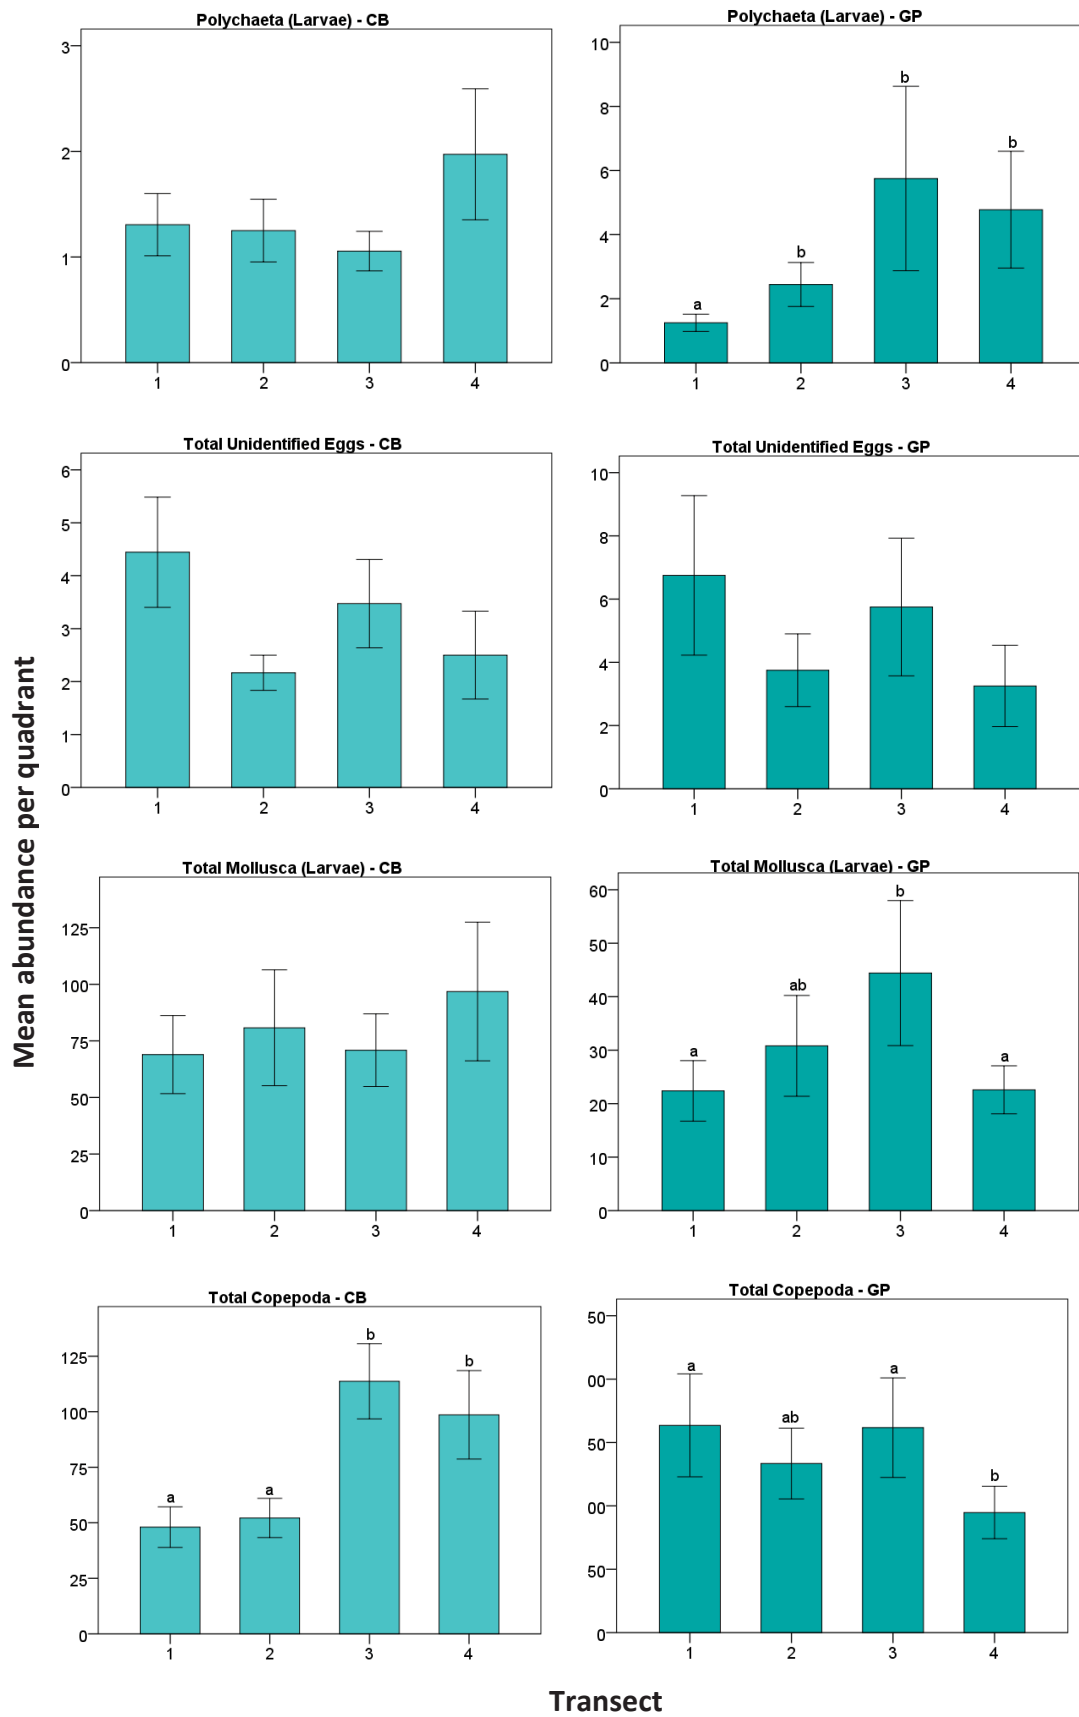 Polychaeta (Larvae) - CB
3
2
1
0
1 2 3 4
Polychaeta (Larvae) - GP
10
8
6
4
2
0
a b b b
1 2 3 4
Total Unidentified Eggs - CB
6
5
4
3
2
1
0
1 2 3 4
Total Unidentified Eggs - GP
10
8
6
4
2
0
1 2 3 4
Mean abundance per quadrant
Total Mollusca (Larvae) - CB
125
100
75
50
25
0
1 2 3 4
Total Mollusca (Larvae) - GP
60
50
40
30
20
10
0
a ab b a
1 2 3 4
Total Copepoda - CB
125
100
75
50
25
0
a a b b
1 2 3 4
Total Copepoda - GP
50
00
50
00
50
0
a ab a b
1 2 3 4
Transect